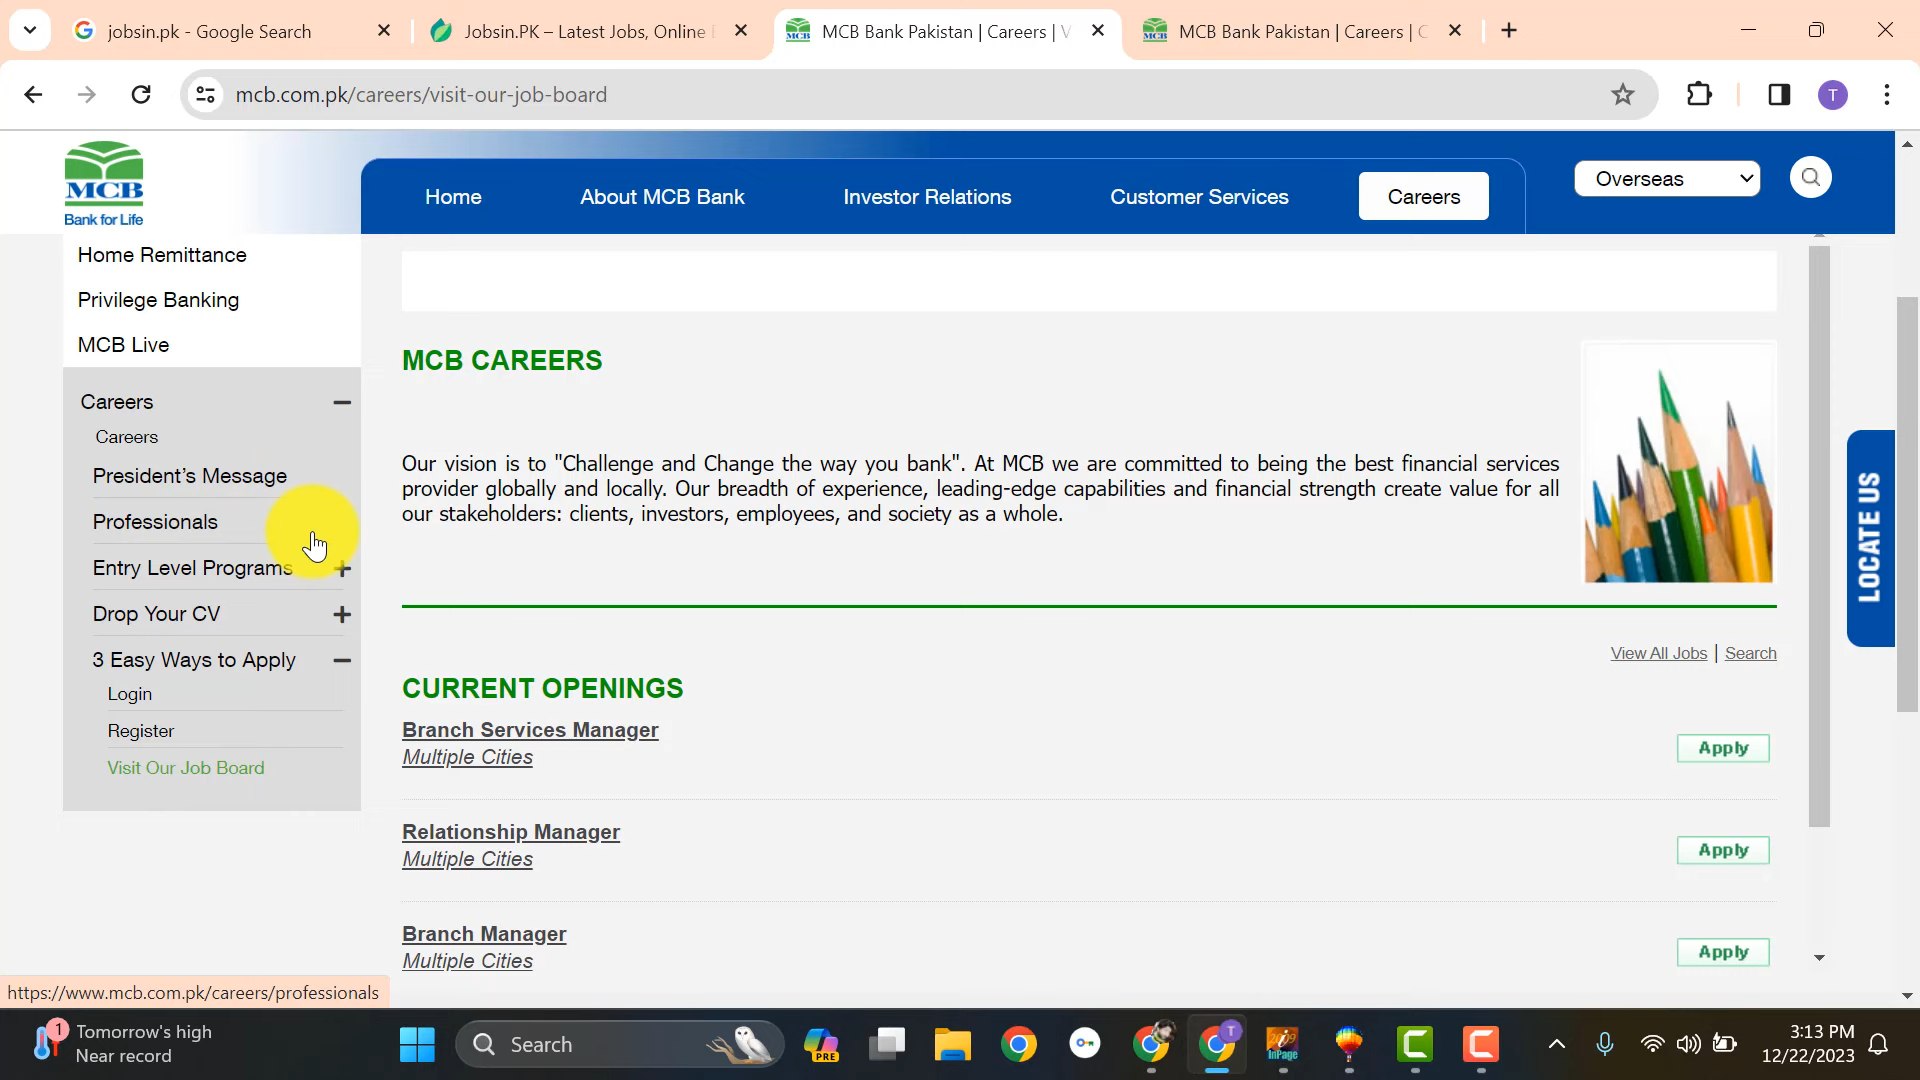 jobsin.pk - Google Search
Jobsin.PK – Latest Jobs, Online
MCB Bank Pakistan | Careers | V
MCB Bank Pakistan | Careers | C
mcb.com.pk/careers/visit-our-job-board
T
MCB
Bank for Life
Home
About MCB Bank
Investor Relations
Customer Services
Careers
Overseas
Home Remittance
Privilege Banking
MCB Live
Careers
Careers
President’s Message
Professionals
Entry Level Programs
Drop Your CV
3 Easy Ways to Apply
Login
Register
Visit Our Job Board
MCB CAREERS
Our vision is to "Challenge and Change the way you bank". At MCB we are committed to being the best financial services
provider globally and locally. Our breadth of experience, leading-edge capabilities and financial strength create value for all
our stakeholders: clients, investors, employees, and society as a whole.
LOCATE US
View All Jobs | Search
CURRENT OPENINGS
Branch Services Manager
Multiple Cities
Apply
Relationship Manager
Multiple Cities
Apply
Branch Manager
Multiple Cities
Apply
https://www.mcb.com.pk/careers/professionals
1
Tomorrow's high
Near record
Search
PRE
T
2009
InPage
3:13 PM
12/22/2023